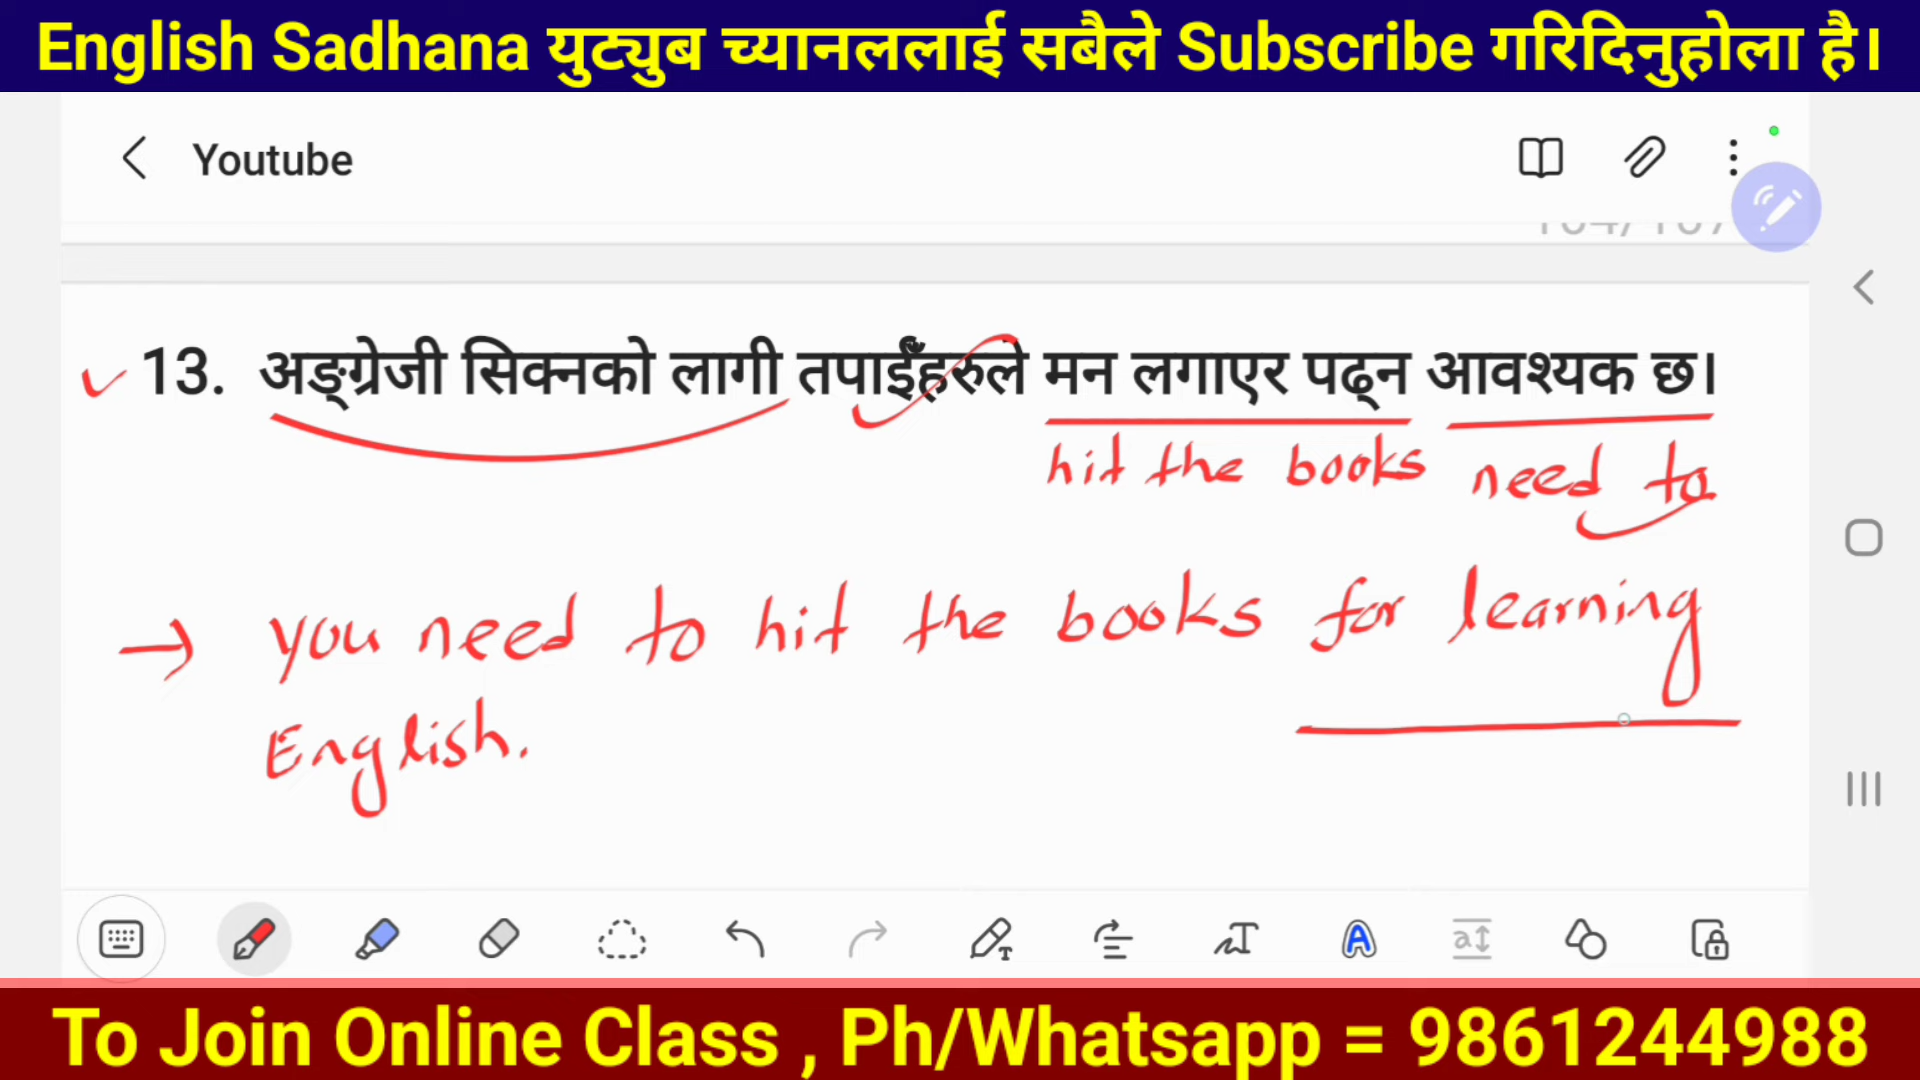 English Sadhana युट्युब च्यानललाई सबैले Subscribe गरिदिनुहोला है।
Youtube
13. अङ्ग्रेजी सिक्नको लागी तपाईँहरुले मन लगाएर पढ्न आवश्यक छ।
hit the books need to
→ you need to hit the books for learning
English.
To Join Online Class , Ph/Whatsapp = 9861244988